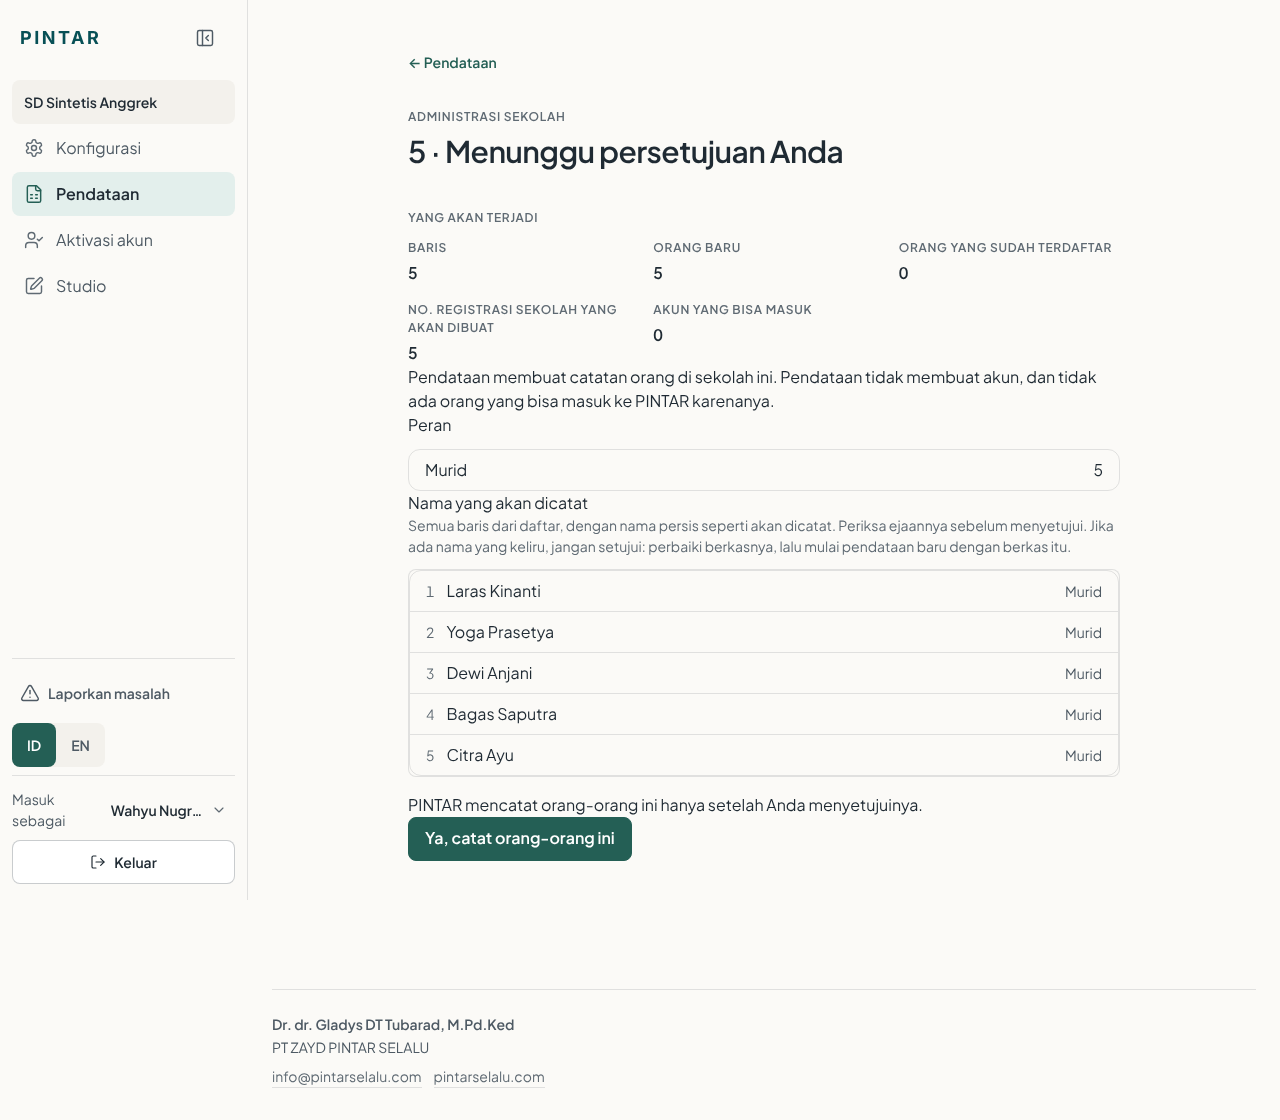 PINTAR
SD Sintetis Anggrek
Konfigurasi
Pendataan
Aktivasi akun
Studio
Laporkan masalah
ID EN
Masuk sebagai
Wahyu Nugr...
Keluar
← Pendataan
ADMINISTRASI SEKOLAH
5 · Menunggu persetujuan Anda
YANG AKAN TERJADI
BARIS
5
ORANG BARU
5
ORANG YANG SUDAH TERDAFTAR
0
NO. REGISTRASI SEKOLAH YANG
AKAN DIBUAT
5
AKUN YANG BISA MASUK
0
Pendataan membuat catatan orang di sekolah ini. Pendataan tidak membuat akun, dan tidak
ada orang yang bisa masuk ke PINTAR karenanya.
Peran
Murid 5
Nama yang akan dicatat
Semua baris dari daftar, dengan nama persis seperti akan dicatat. Periksa ejaannya sebelum menyetujui. Jika
ada nama yang keliru, jangan setujui: perbaiki berkasnya, lalu mulai pendataan baru dengan berkas itu.
1 Laras Kinanti Murid
2 Yoga Prasetya Murid
3 Dewi Anjani Murid
4 Bagas Saputra Murid
5 Citra Ayu Murid
PINTAR mencatat orang-orang ini hanya setelah Anda menyetujuinya.
Ya, catat orang-orang ini
Dr. dr. Gladys DT Tubarad, M.Pd.Ked
PT ZAYD PINTAR SELALU
info@pintarselalu.com pintarselalu.com